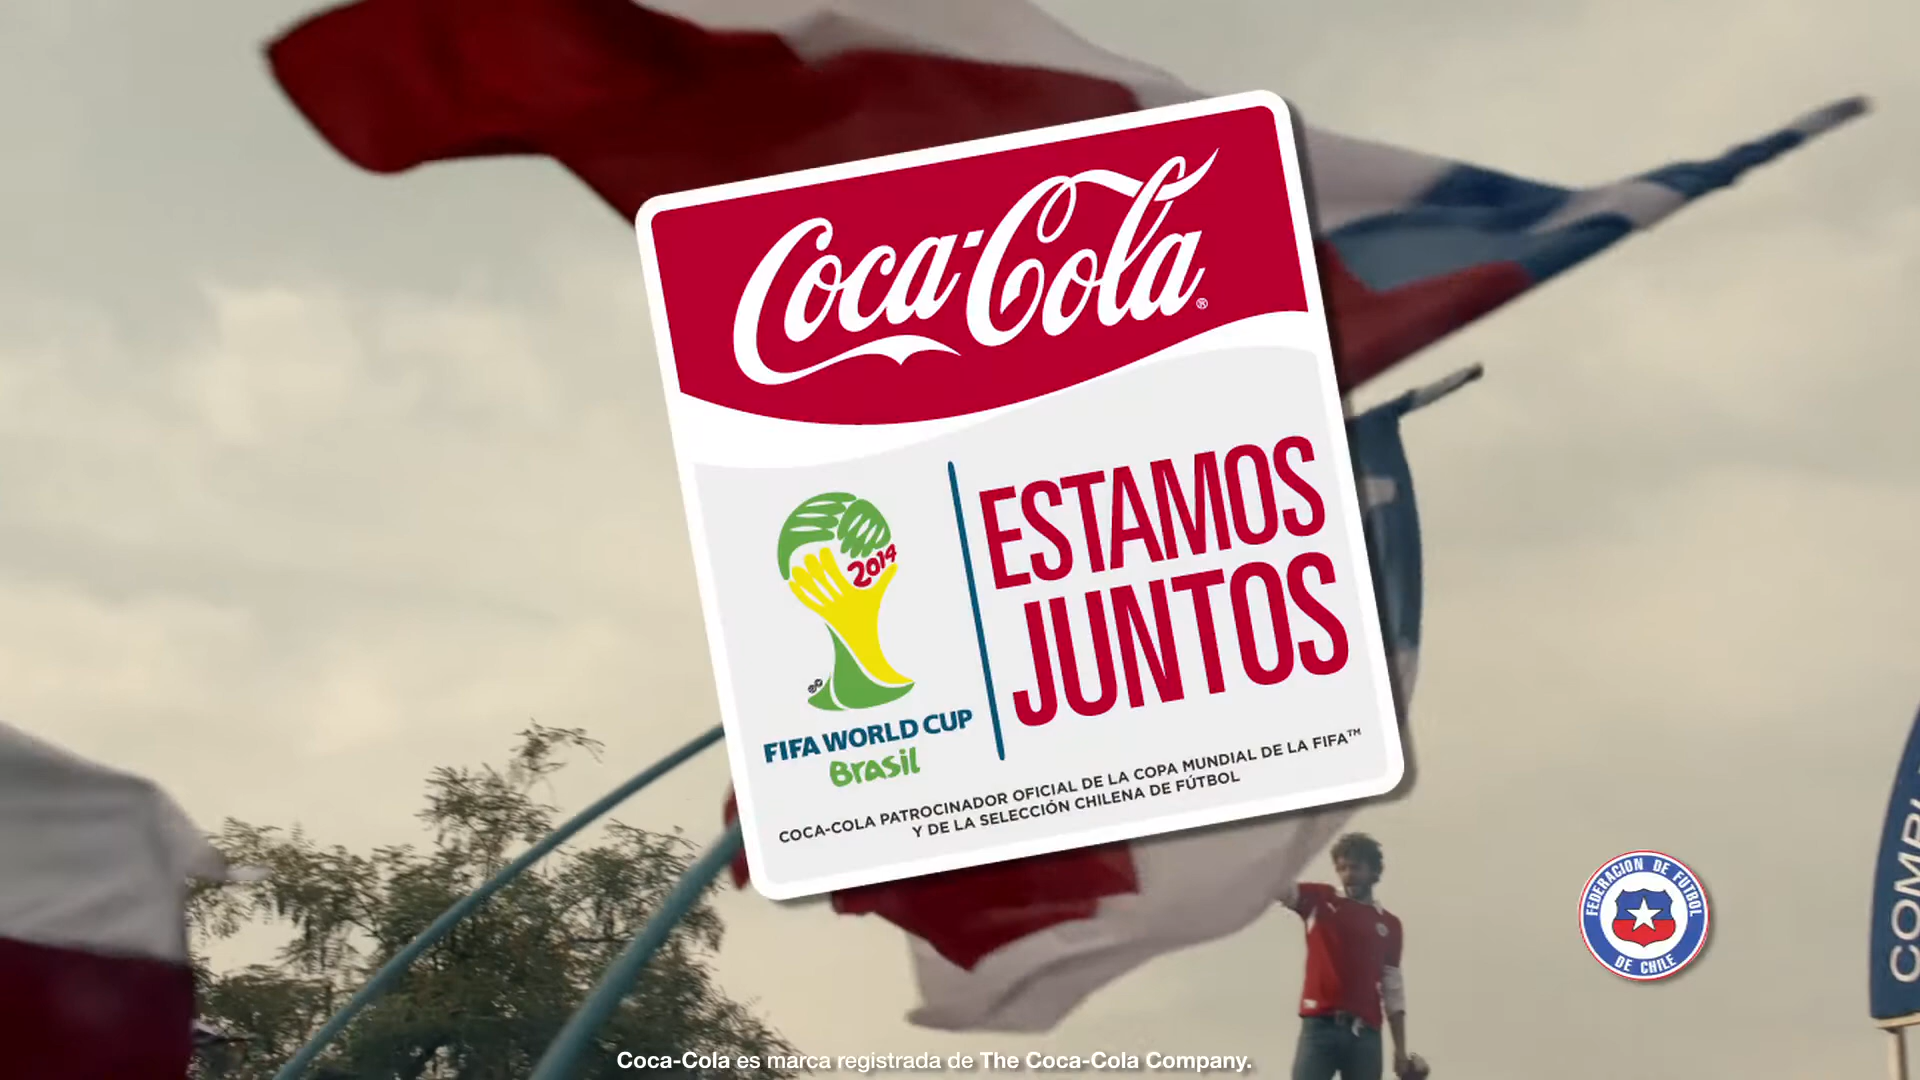 Coca-Cola®
2014
FIFA WORLD CUP
Brasil
ESTAMOS
JUNTOS
COCA-COLA PATROCINADOR OFICIAL DE LA COPA MUNDIAL DE LA FIFA™
Y DE LA SELECCIÓN CHILENA DE FÚTBOL
FEDERACION DE FUTBOL
DE CHILE
Coca-Cola es marca registrada de The Coca-Cola Company.